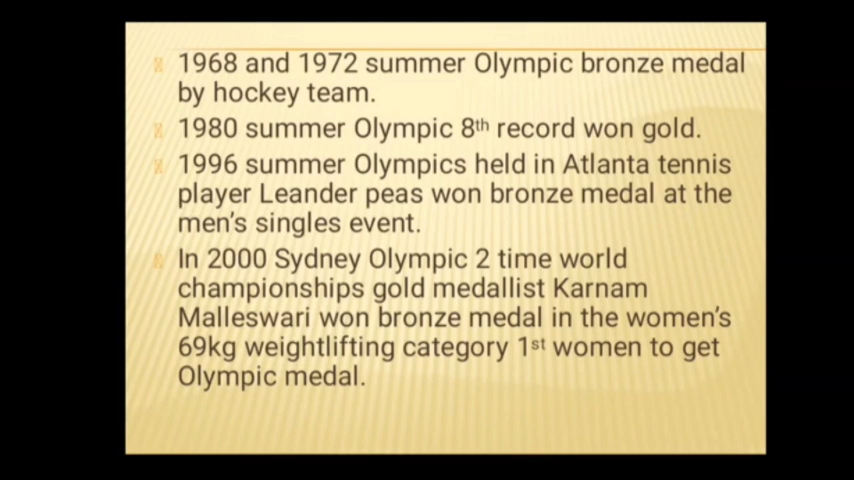 1968 and 1972 summer Olympic bronze medal
by hockey team.
1980 summer Olympic 8th record won gold.
1996 summer Olympics held in Atlanta tennis
player Leander peas won bronze medal at the
men's singles event.
In 2000 Sydney Olympic 2 time world
championships gold medallist Karnam
Malleswari won bronze medal in the women's
69kg weightlifting category 1st women to get
Olympic medal.